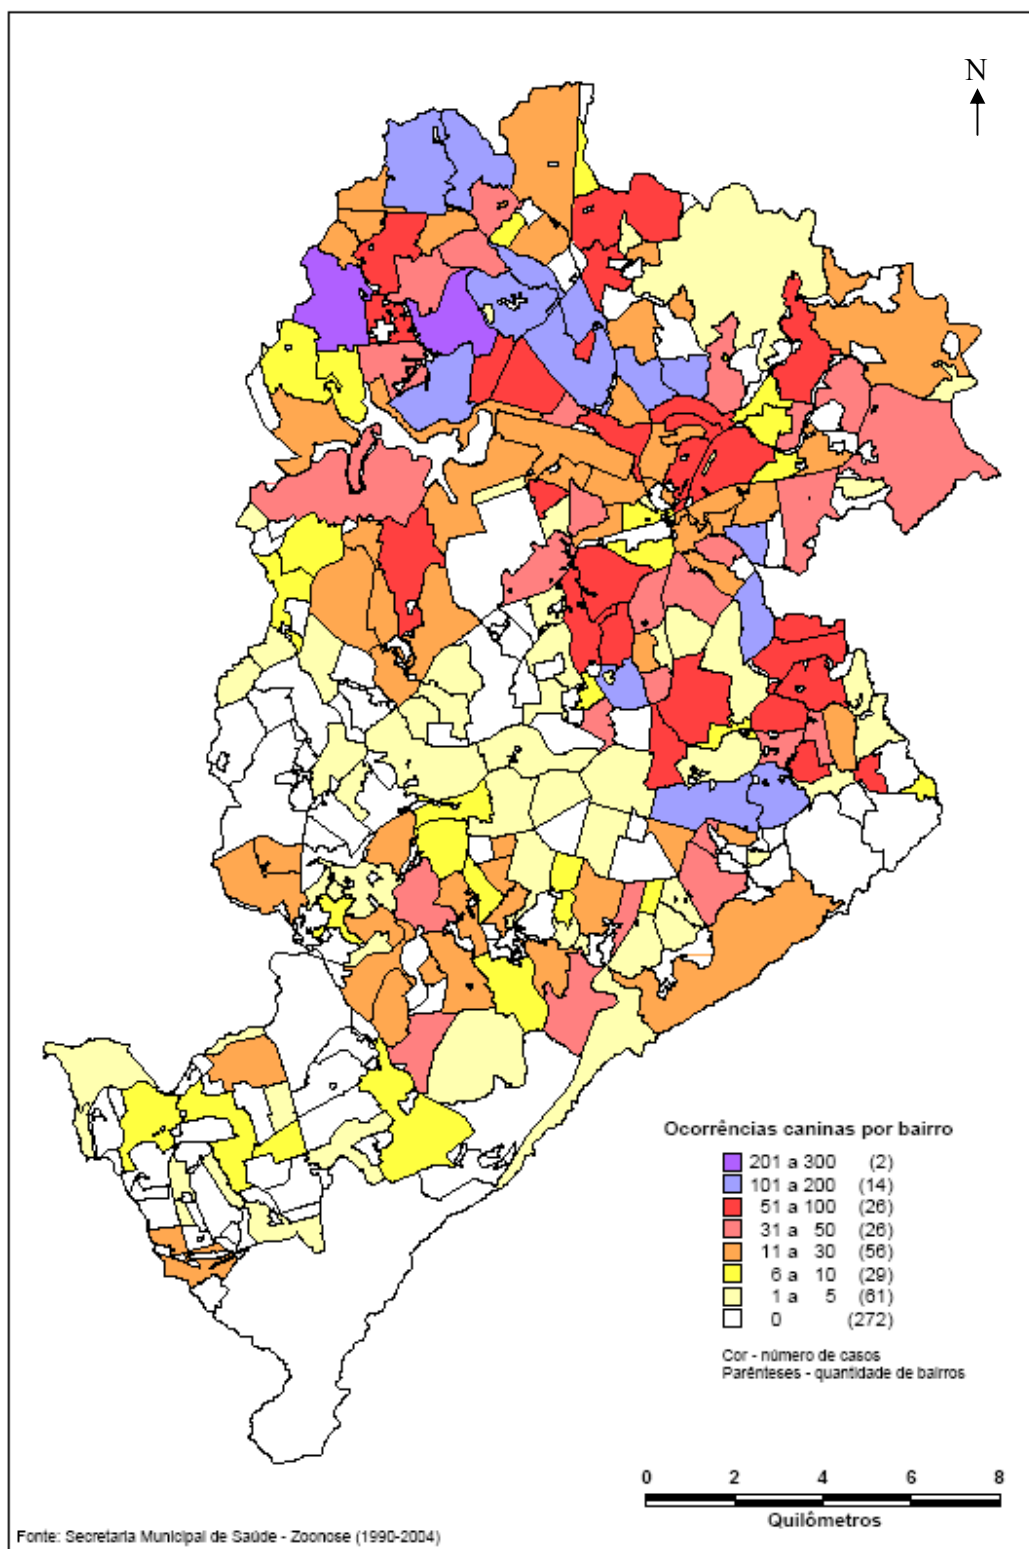 N
Ocorrências caninas por bairro
201 a 300 (2)
101 a 200 (14)
51 a 100 (26)
31 a 50 (26)
11 a 30 (56)
6 a 10 (29)
1 a 5 (61)
0 (272)
Cor - número de casos
Parênteses - quantidade de bairros
0 2 4 6 8
Quilômetros
Fonte: Secretaria Municipal de Saúde - Zoonose (1990-2004)